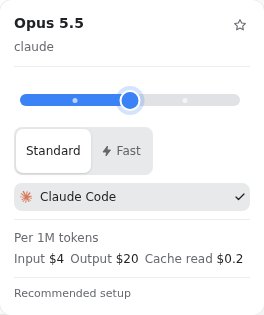 Opus 5.5
claude
Standard
Fast
Claude Code
Per 1M tokens
Input $4 Output $20 Cache read $0.2
Recommended setup